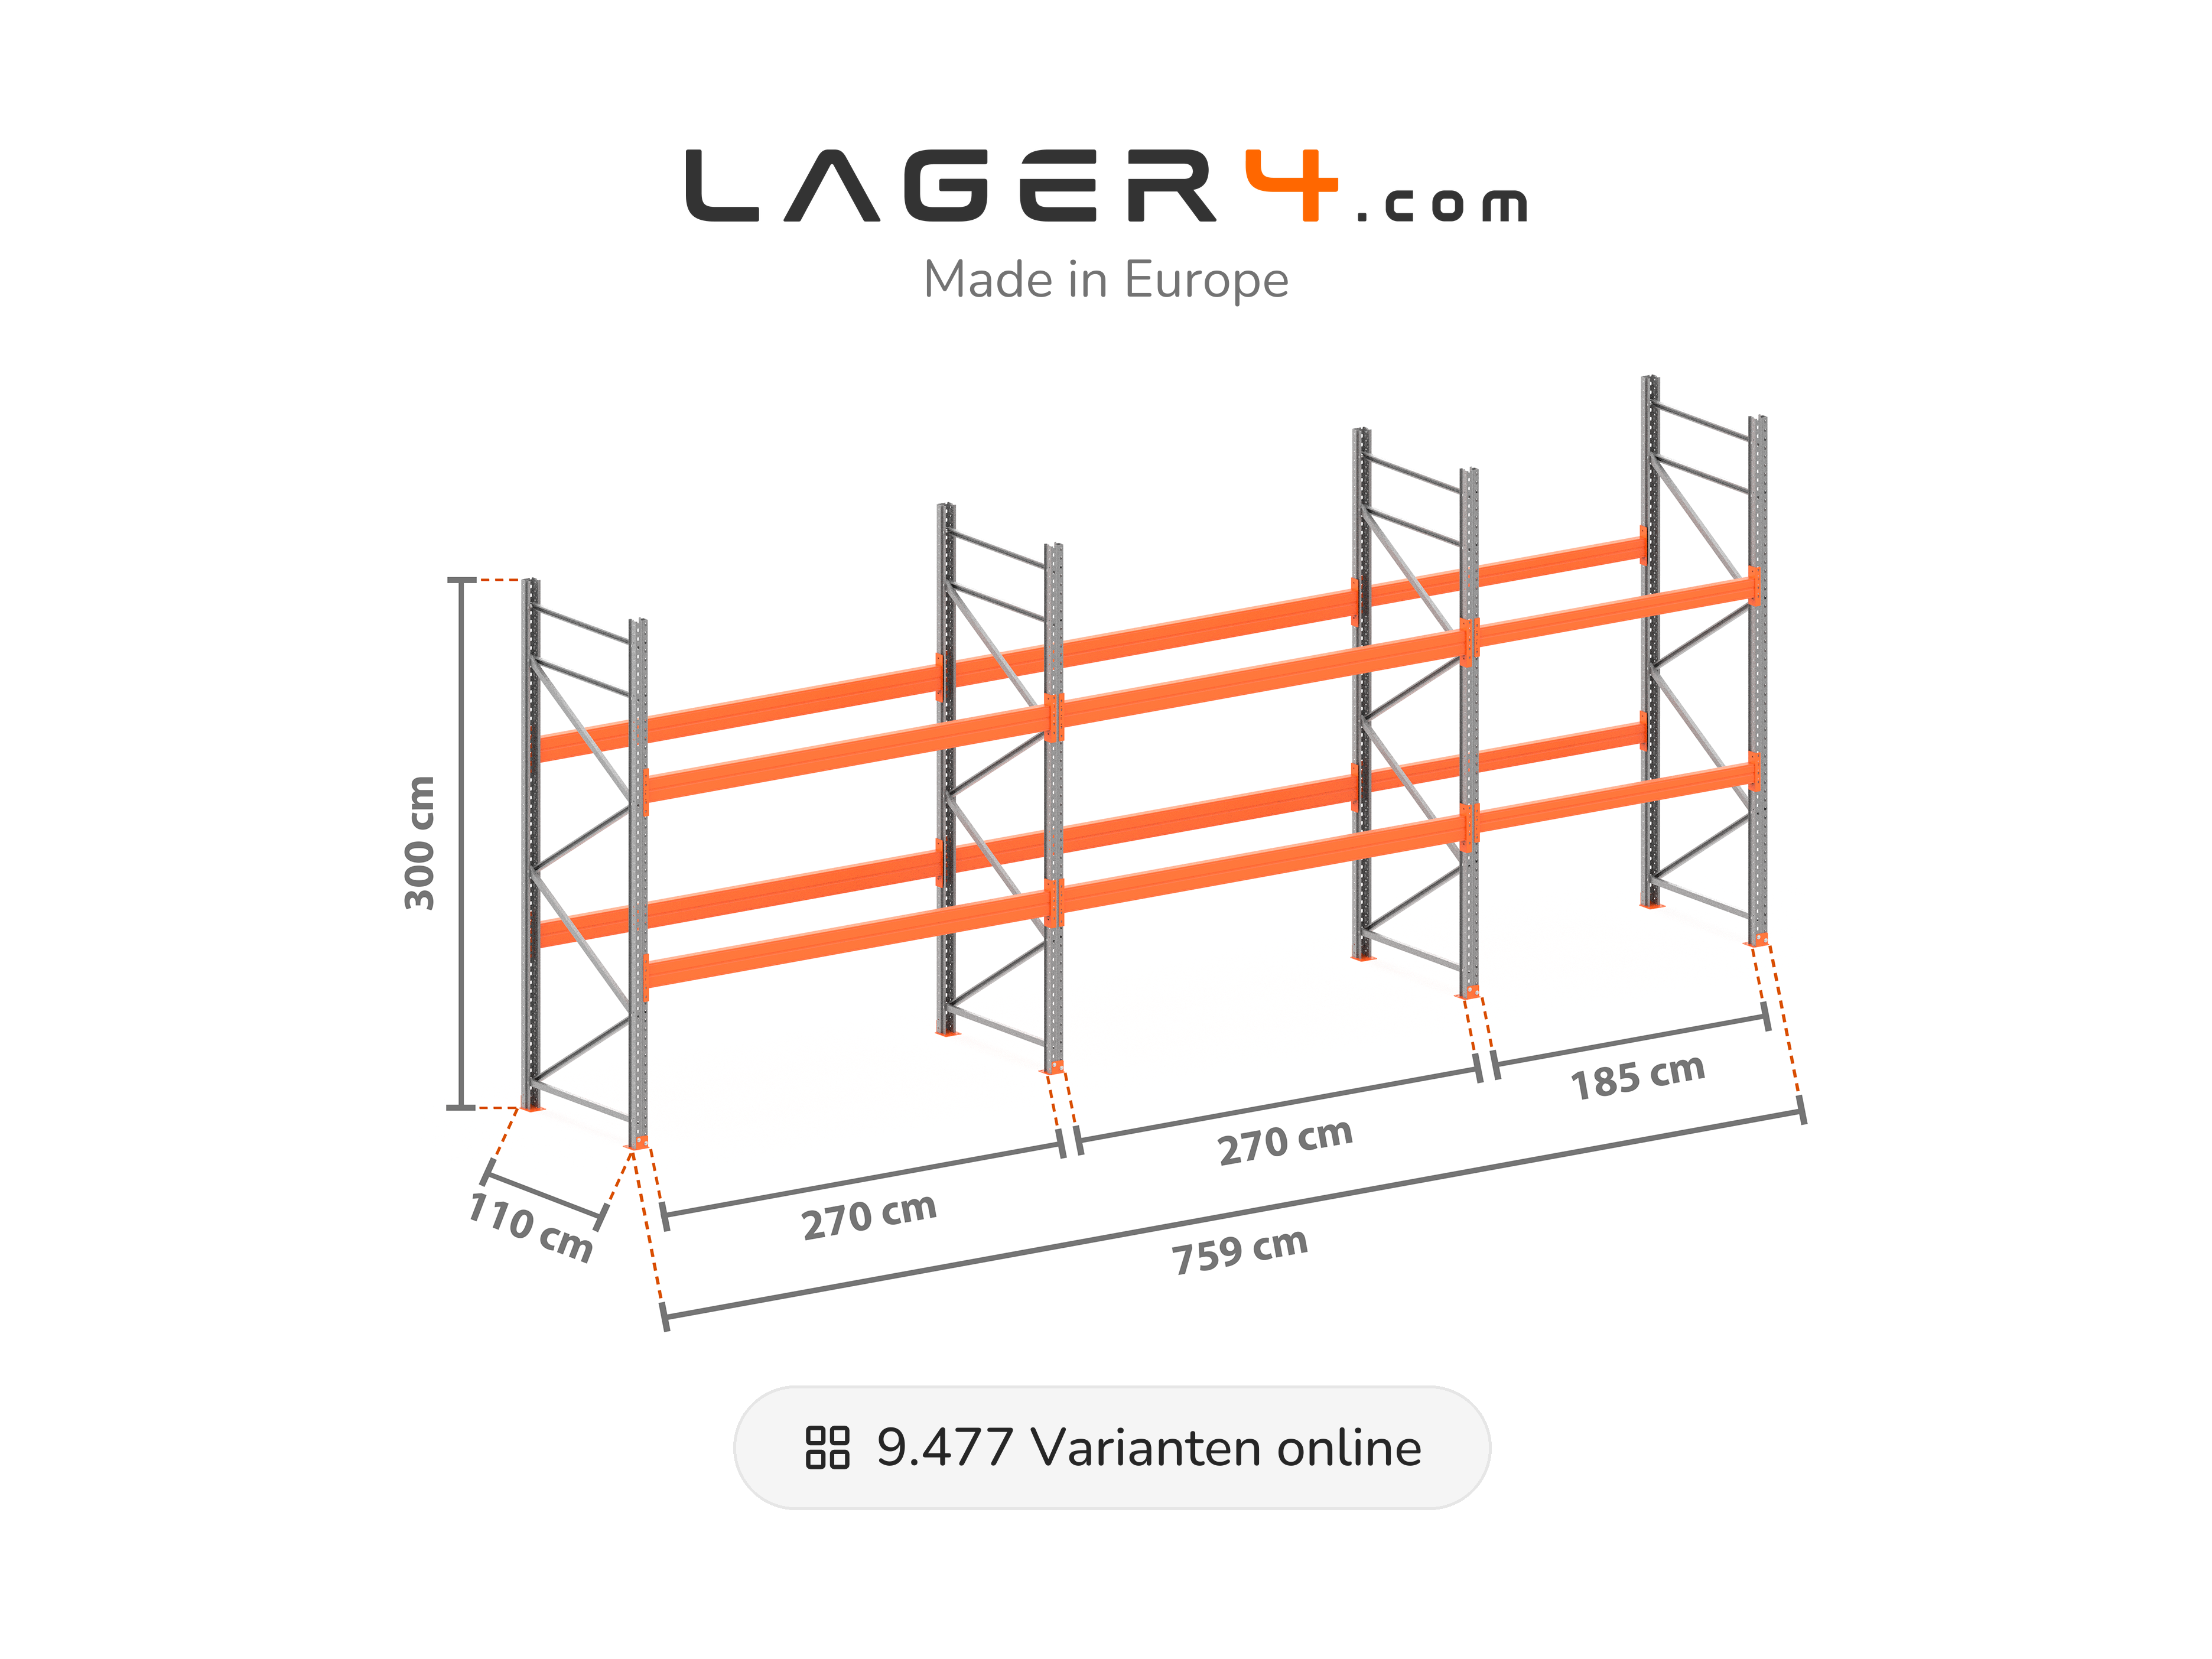 LAGER4.com
Made in Europe
300 cm
110 cm
270 cm
270 cm
185 cm
759 cm
9.477 Varianten online